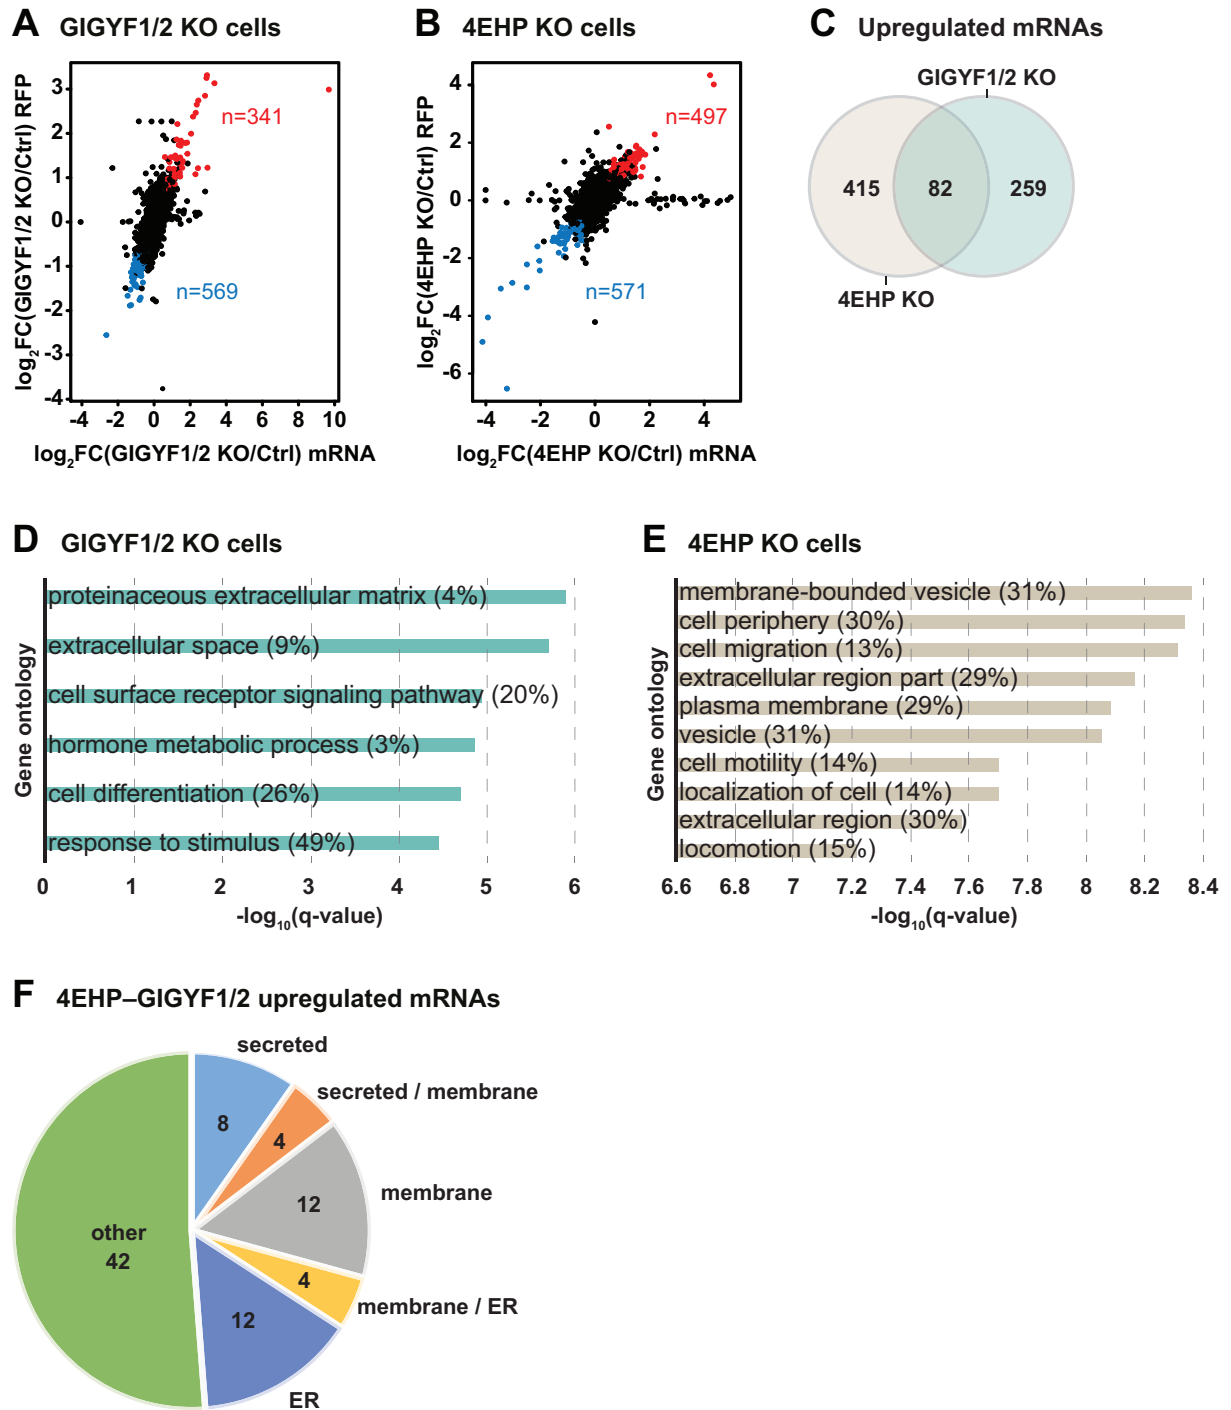 A GIGYF1/2 KO cells
log2FC(GIGYF1/2 KO/Ctrl) RFP
3
2
1
0
-1
-2
-3
-4
n=341
n=569
-4 -2 0 2 4 6 8 10
log2FC(GIGYF1/2 KO/Ctrl) mRNA
B 4EHP KO cells
log2FC(4EHP KO/Ctrl) RFP
4
2
0
-2
-4
-6
n=497
n=571
-4 -2 0 2 4
log2FC(4EHP KO/Ctrl) mRNA
C Upregulated mRNAs
GIGYF1/2 KO
415 82 259
4EHP KO
D GIGYF1/2 KO cells
Gene ontology
proteinaceous extracellular matrix (4%)
extracellular space (9%)
cell surface receptor signaling pathway (20%)
hormone metabolic process (3%)
cell differentiation (26%)
response to stimulus (49%)
0 1 2 3 4 5 6
-log10(q-value)
E 4EHP KO cells
Gene ontology
membrane-bounded vesicle (31%)
cell periphery (30%)
cell migration (13%)
extracellular region part (29%)
plasma membrane (29%)
vesicle (31%)
cell motility (14%)
localization of cell (14%)
extracellular region (30%)
locomotion (15%)
6.6 6.8 7 7.2 7.4 7.6 7.8 8 8.2 8.4
-log10(q-value)
F 4EHP–GIGYF1/2 upregulated mRNAs
secreted
8
secreted / membrane
4
membrane
12
membrane / ER
4
ER
12
other
42